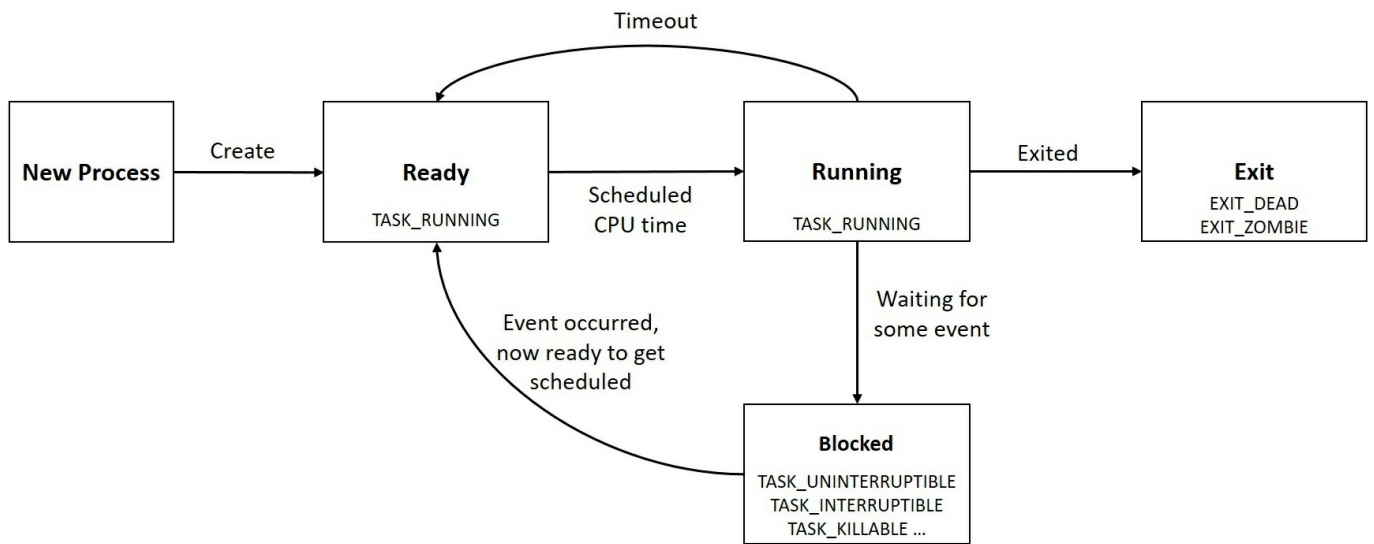 Timeout
New Process
Create
Ready
TASK_RUNNING
Scheduled
CPU time
Running
TASK_RUNNING
Exited
Exit
EXIT_DEAD
EXIT_ZOMBIE
Waiting for
some event
Event occurred,
now ready to get
scheduled
Blocked
TASK_UNINTERRUPTIBLE
TASK_INTERRUPTIBLE
TASK_KILLABLE ...